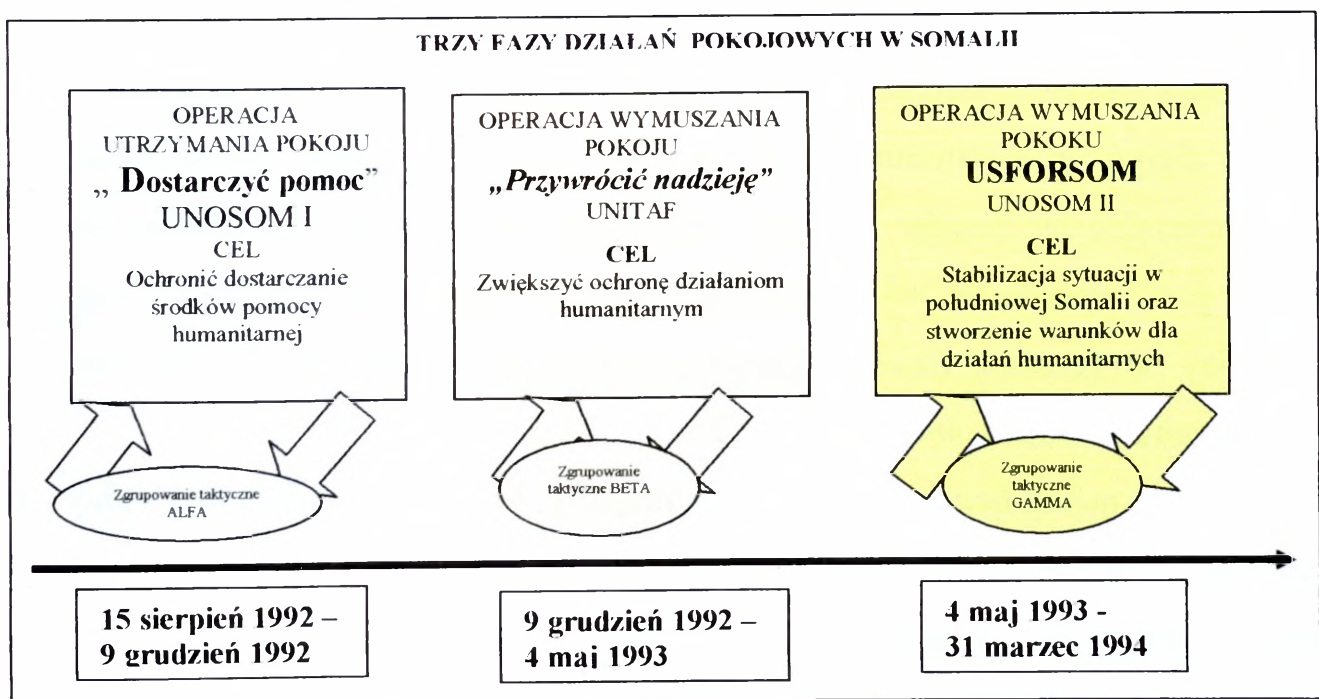 TRZY FAZY DZIAŁAŃ POKOJOWYCH W SOMALII
OPERACJA
UTRZYMANIA POKOJU
„ Dostarczyć pomoc”
UNOSOM I
CEL
Ochronić dostarczanie
środków pomocy
humanitarnej
OPERACJA WYMUSZANIA
POKOJU
„Przywrócić nadzieję”
UNITAF
CEL
Zwiększyć ochronę działaniom
humanitarnym
OPERACJA WYMUSZANIA
POKOKU
USFORSOM
UNOSOM II
CEL
Stabilizacja sytuacji w
południowej Somalii oraz
stworzenie warunków dla
działań humanitarnych
Zgrupowanie taktyczne
ALFA
Zgrupowanie
taktyczne BETA
Zgrupowanie
taktyczne
GAMMA
15 sierpień 1992 –
9 grudzień 1992
9 grudzień 1992 –
4 maj 1993
4 maj 1993 -
31 marzec 1994